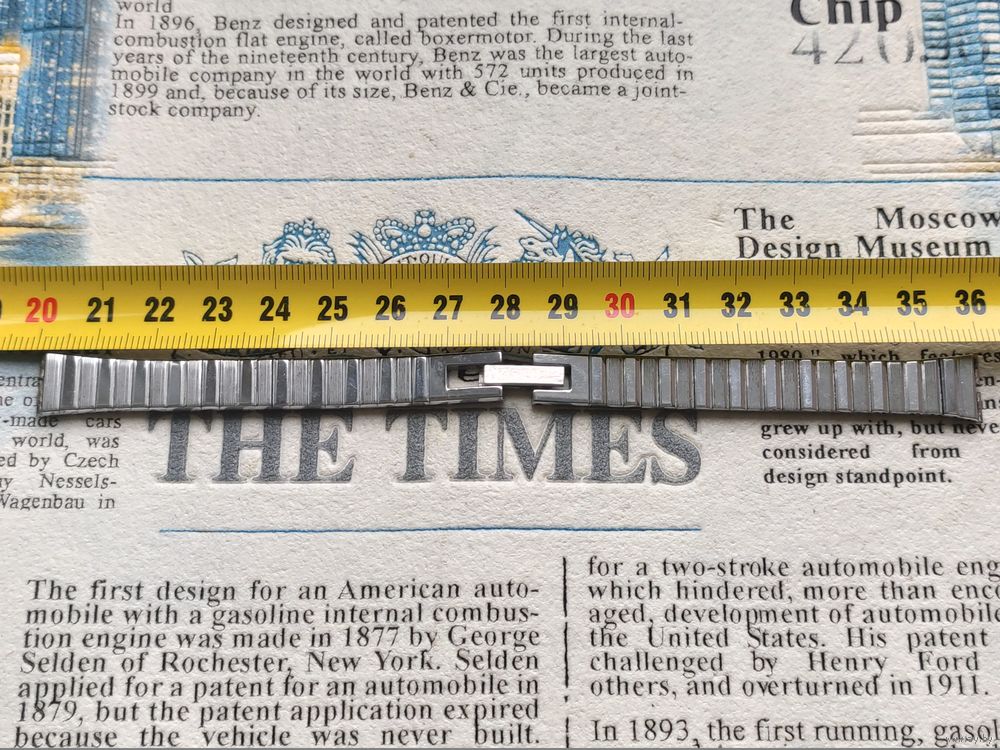 world
In 1896, Benz designed and patented the first internal-
combustion flat engine, called boxermotor. During the last
years of the nineteenth century, Benz was the largest auto-
mobile company in the world with 572 units produced in
1899 and, because of its size, Benz & Cie., became a joint-
stock company.
Chip
The Moscow
Design Museum
20 21 22 23 24 25 26 27 28 29 30 31 32 33 34 35 36
1980," which features
grew up with, but never
considered from
design standpoint.
-made cars
world, was
ed by Czech
Nessels-
Wagenbau in
THE TIMES
The first design for an American auto-
mobile with a gasoline internal combus-
tion engine was made in 1877 by George
Selden of Rochester, New York. Selden
applied for a patent for an automobile in
1879, but the patent application expired
because the vehicle was never built.
for a two-stroke automobile eng
which hindered, more than enco
aged, development of automobile
the United States. His patent
challenged by Henry Ford
others, and overturned in 1911.
In 1893, the first running, gasol